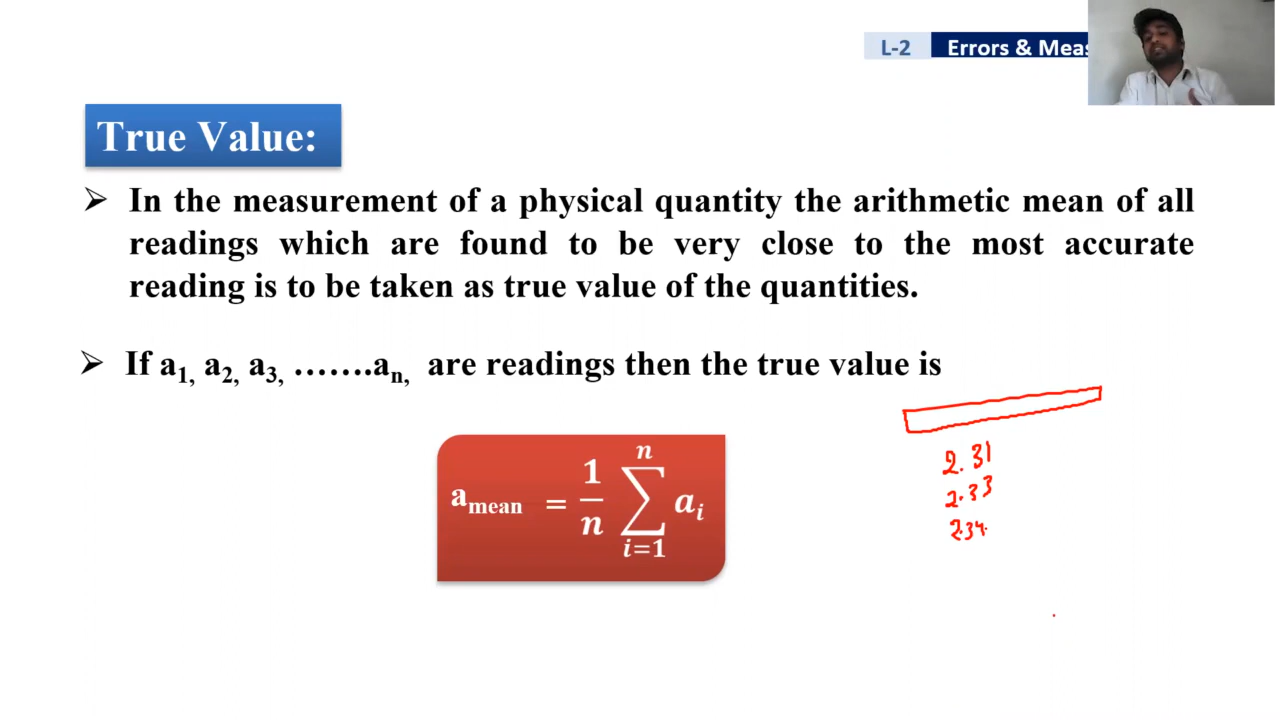 L-2 Errors & Meas
True Value:
➢ In the measurement of a physical quantity the arithmetic mean of all
readings which are found to be very close to the most accurate
reading is to be taken as true value of the quantities.
➢ If a₁, a₂, a₃, …….aₙ, are readings then the true value is
a_mean = 1/n ∑_{i=1}^{n} a_i
2.31
2.33
2.34.